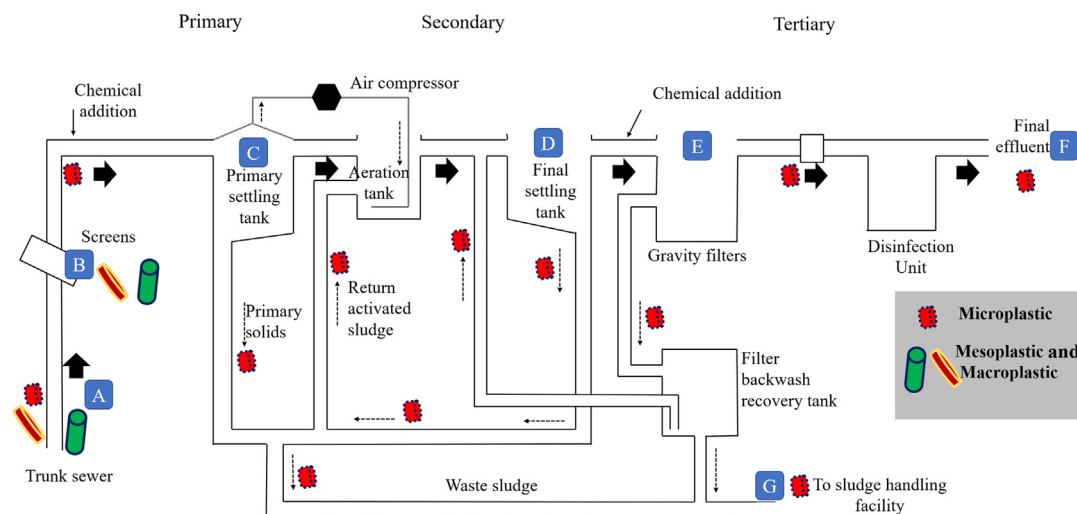 Primary
Secondary
Tertiary
Chemical
addition
Air compressor
Chemical addition
Final
effluent
F
C
Primary
settling
tank
Aeration
tank
D
Final
settling
tank
E
Screens
B
Gravity filters
Disinfection
Unit
Primary
solids
Return
activated
sludge
Microplastic
Mesoplastic and
Macroplastic
Filter
backwash
recovery tank
A
Trunk sewer
Waste sludge
G
To sludge handling
facility